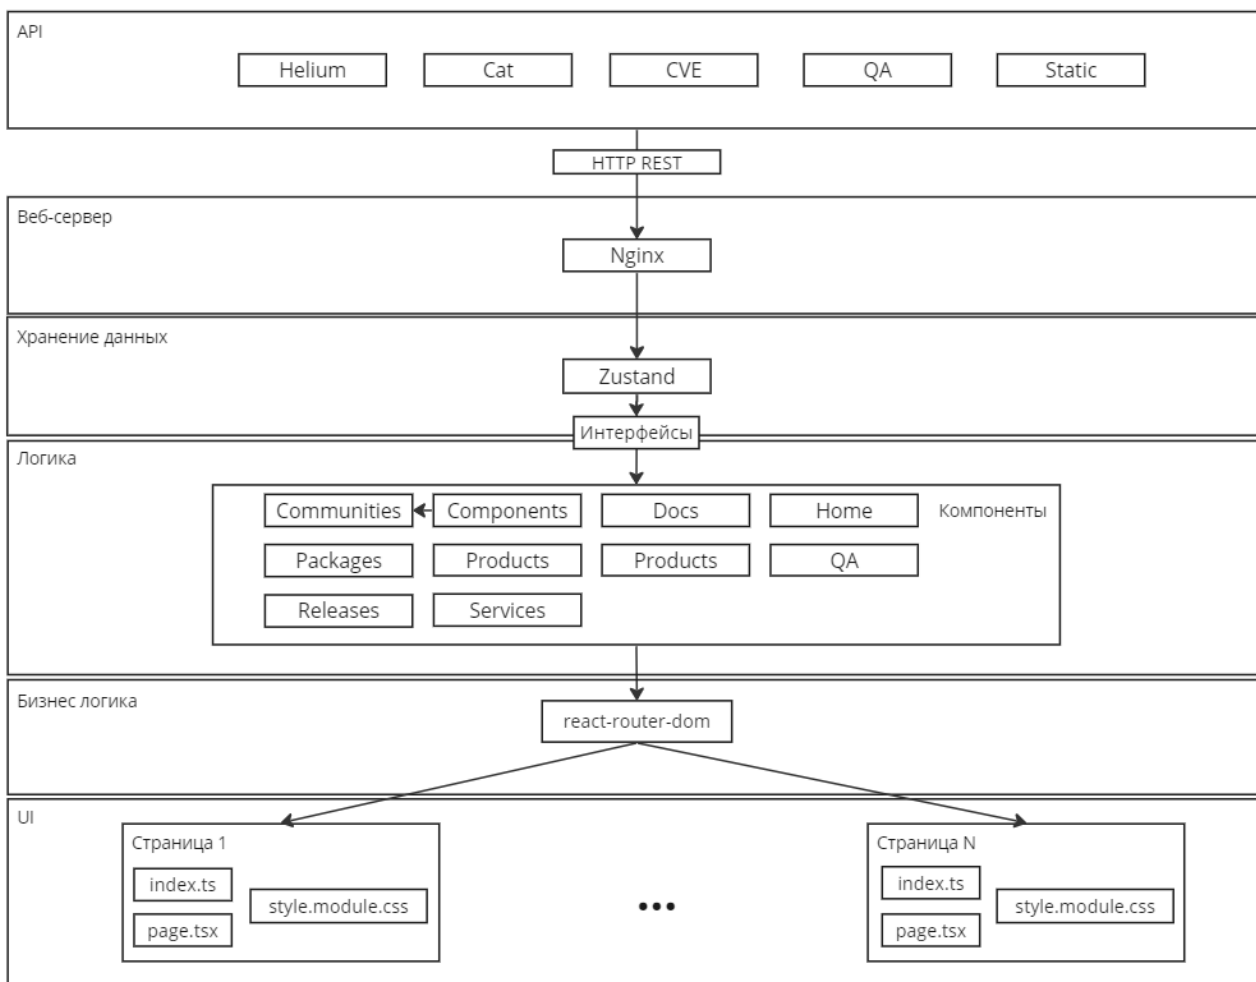 API
Helium
Cat
CVE
QA
Static
HTTP REST
Веб-сервер
Nginx
Хранение данных
Zustand
Интерфейсы
Логика
Communities
Components
Docs
Home
Компоненты
Packages
Products
Products
QA
Releases
Services
Бизнес логика
react-router-dom
UI
Страница 1
index.ts
style.module.css
page.tsx
Страница N
index.ts
style.module.css
page.tsx